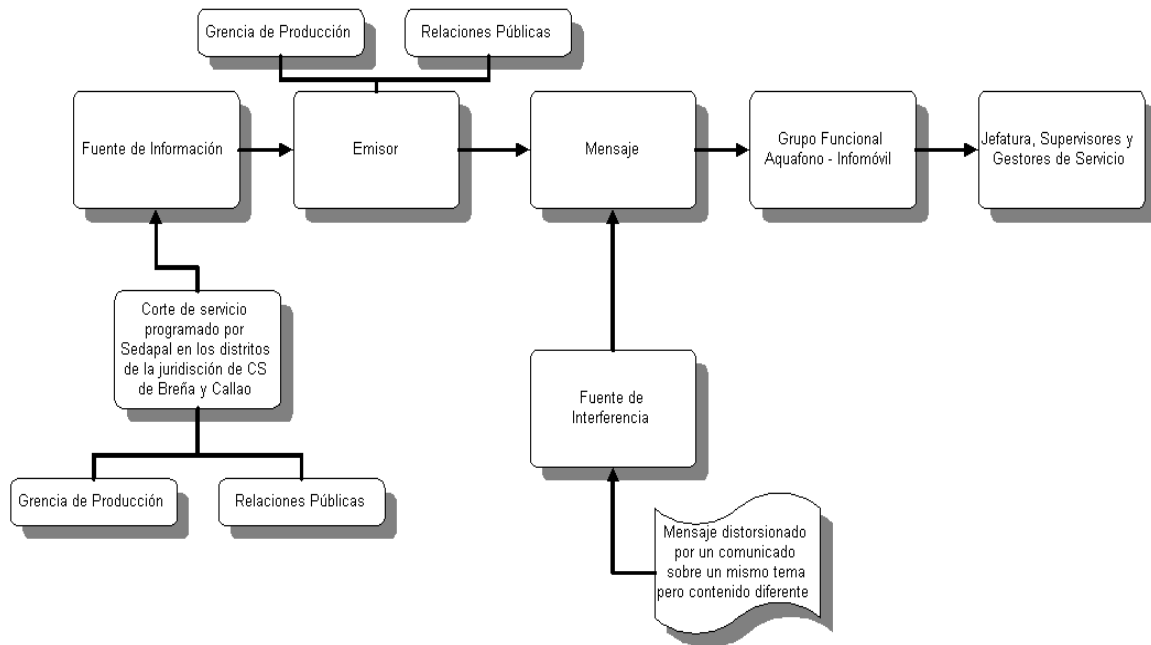 Grencia de Producción
Relaciones Públicas
Fuente de Información
Emisor
Mensaje
Grupo Funcional
Aquafono - Infomóvil
Jefatura, Supervisores y
Gestores de Servicio
Corte de servicio
programado por
Sedapal en los distritos
de la juridisción de CS
de Breña y Callao
Fuente de
Interferencia
Grencia de Producción
Relaciones Públicas
Mensaje distorsionado
por un comunicado
sobre un mismo tema
pero contenido diferente